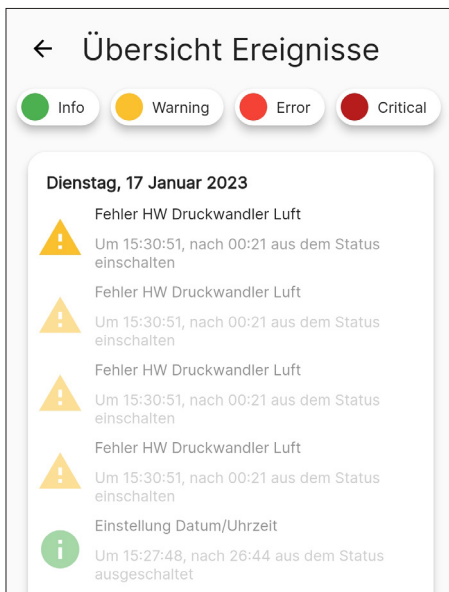 Übersicht Ereignisse
Info Warning Error Critical
Dienstag, 17 Januar 2023
Fehler HW Druckwandler Luft
Um 15:30:51, nach 00:21 aus dem Status
einschalten
Fehler HW Druckwandler Luft
Um 15:30:51, nach 00:21 aus dem Status
einschalten
Fehler HW Druckwandler Luft
Um 15:30:51, nach 00:21 aus dem Status
einschalten
Fehler HW Druckwandler Luft
Um 15:30:51, nach 00:21 aus dem Status
einschalten
Einstellung Datum/Uhrzeit
Um 15:27:48, nach 26:44 aus dem Status
ausgeschaltet